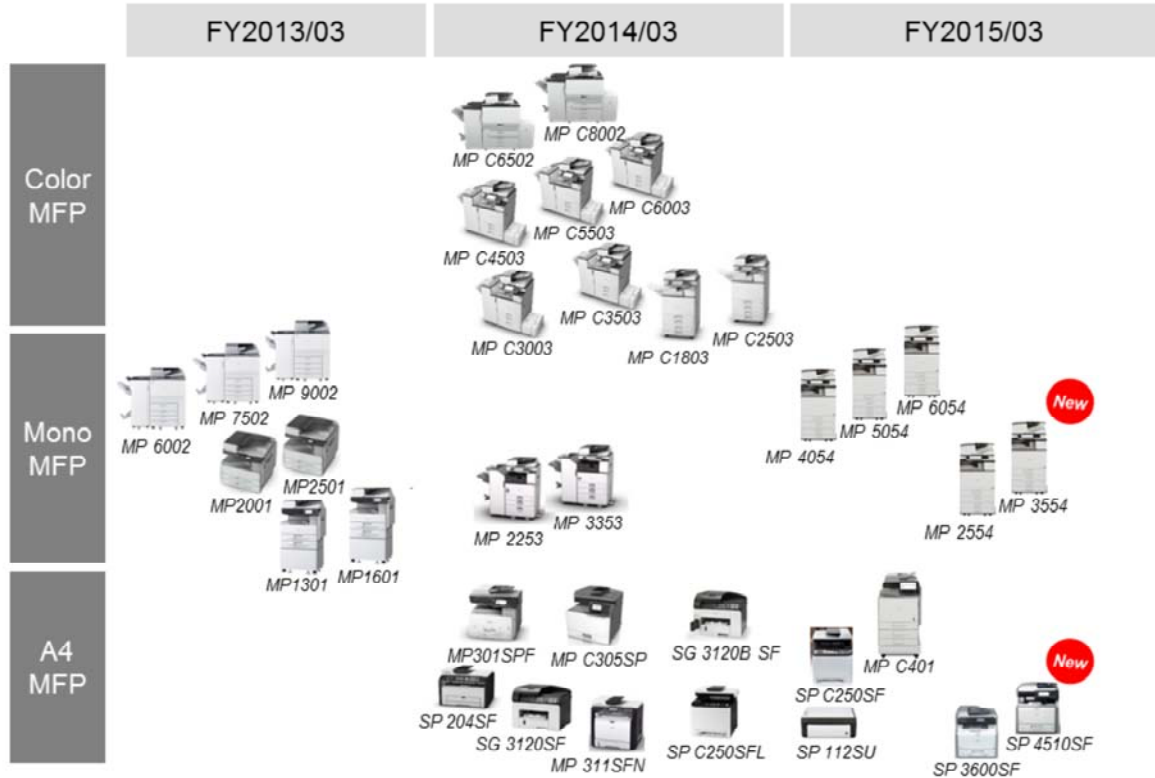 FY2013/03
FY2014/03
FY2015/03
Color
MFP
MP C6502
MP C8002
MP C4503
MP C5503
MP C6003
MP C3003
MP C3503
MP C1803
MP C2503
Mono
MFP
MP 6002
MP 7502
MP 9002
MP2001
MP2501
MP1301
MP1601
MP 2253
MP 3353
MP 4054
MP 5054
MP 6054
New
MP 2554
MP 3554
A4
MFP
MP301SPF
MP C305SP
SG 3120B SF
SP 204SF
SG 3120SF
MP 311SFN
SP C250SFL
SP C250SF
MP C401
SP 112SU
New
SP 3600SF
SP 4510SF